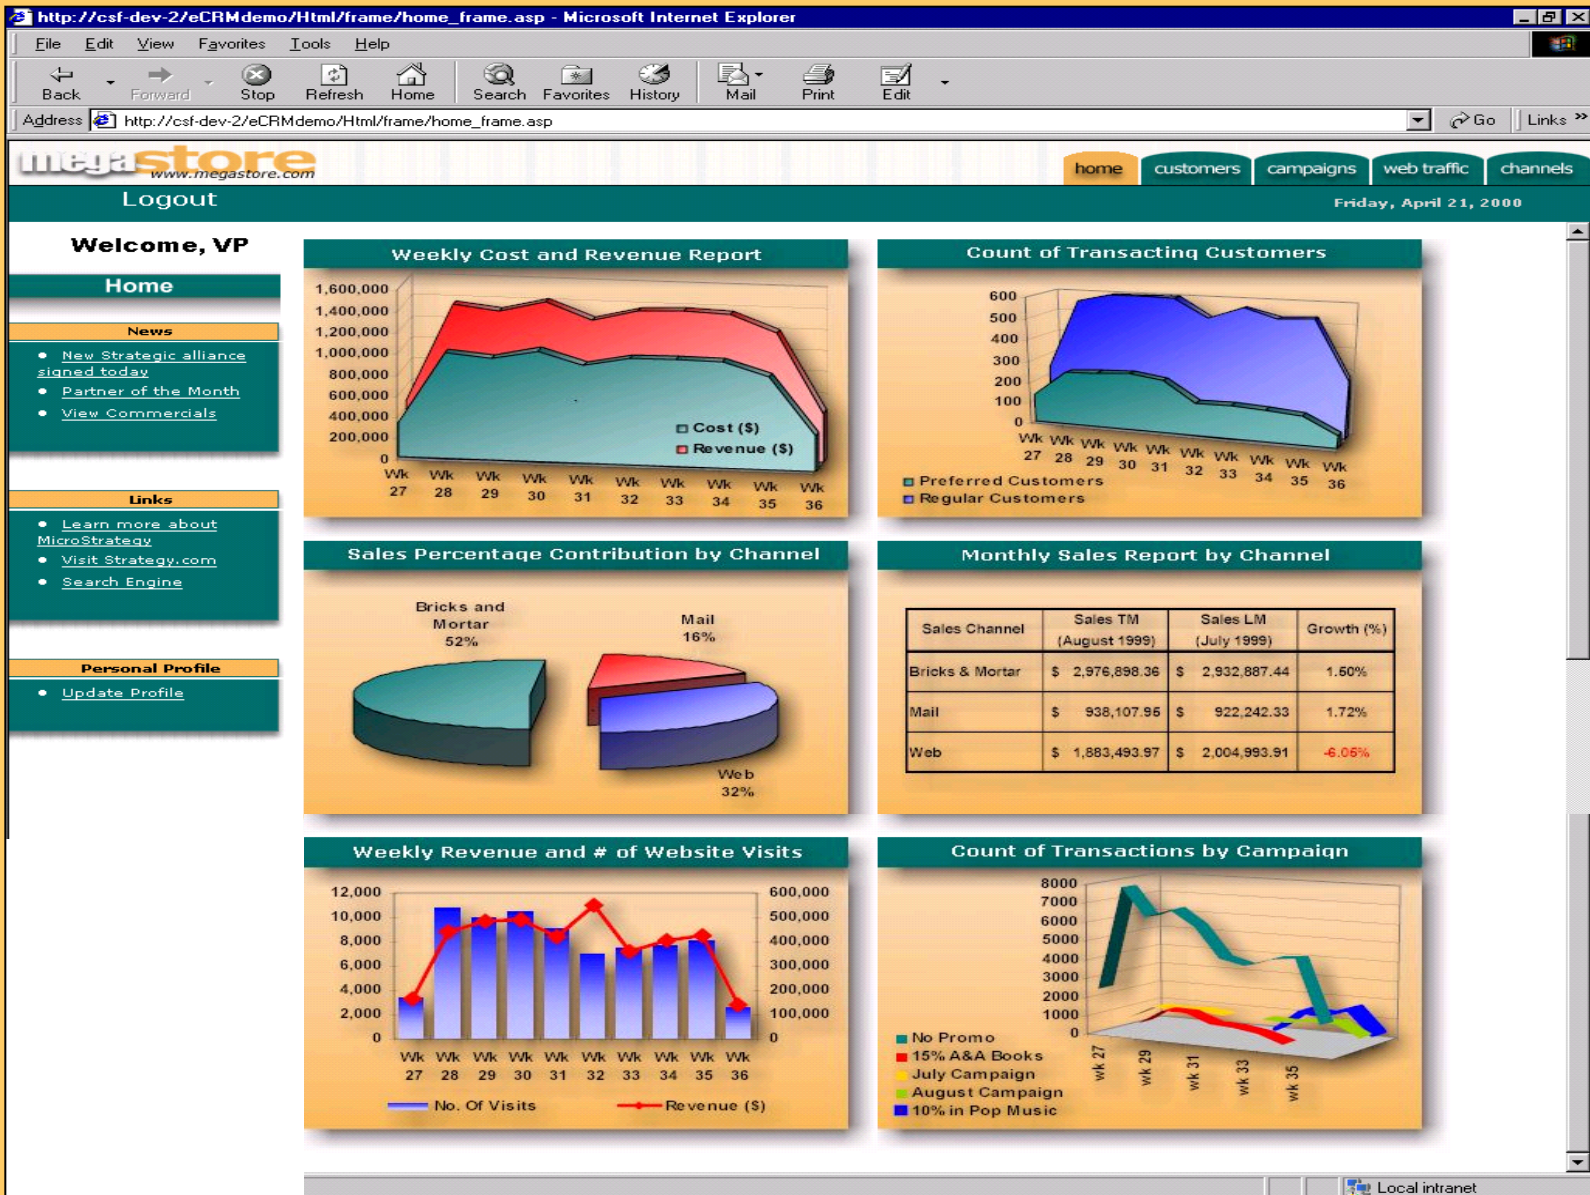 http://csf-dev-2/eCRMdemo/Html/frame/home_frame.asp - Microsoft Internet Explorer
File Edit View Favorites Tools Help
Back Forward Stop Refresh Home Search Favorites History Mail Print Edit
Address http://csf-dev-2/eCRMdemo/Html/frame/home_frame.asp Go Links »
megastore
www.megastore.com
home customers campaigns web traffic channels
Logout Friday, April 21, 2000
Welcome, VP
Home
News
New Strategic alliance
signed today
Partner of the Month
View Commercials
Links
Learn more about
MicroStrategy
Visit Strategy.com
Search Engine
Personal Profile
Update Profile
Weekly Cost and Revenue Report
1,600,000
1,400,000
1,200,000
1,000,000
800,000
600,000
400,000
200,000
0
Cost ($)
Revenue ($)
Wk Wk Wk Wk Wk Wk Wk Wk Wk Wk
27 28 29 30 31 32 33 34 35 36
Count of Transacting Customers
600
500
400
300
200
100
0
Wk Wk Wk Wk Wk Wk Wk Wk Wk Wk
27 28 29 30 31 32 33 34 35 36
Preferred Customers
Regular Customers
Sales Percentage Contribution by Channel
Bricks and
Mortar
52%
Mail
16%
Web
32%
Monthly Sales Report by Channel
Sales Channel Sales TM (August 1999) Sales LM (July 1999) Growth (%)
Bricks & Mortar $ 2,976,898.36 $ 2,932,887.44 1.50%
Mail $ 938,107.95 $ 922,242.33 1.72%
Web $ 1,883,493.97 $ 2,004,993.91 -6.05%
Weekly Revenue and # of Website Visits
12,000 600,000
10,000 500,000
8,000 400,000
6,000 300,000
4,000 200,000
2,000 100,000
0 0
Wk Wk Wk Wk Wk Wk Wk Wk Wk Wk
27 28 29 30 31 32 33 34 35 36
No. Of Visits Revenue ($)
Count of Transactions by Campaign
8000
7000
6000
5000
4000
3000
2000
1000
0
wk 27 wk 29 wk 31 wk 33 wk 35
No Promo
15% A&A Books
July Campaign
August Campaign
10% in Pop Music
Local intranet